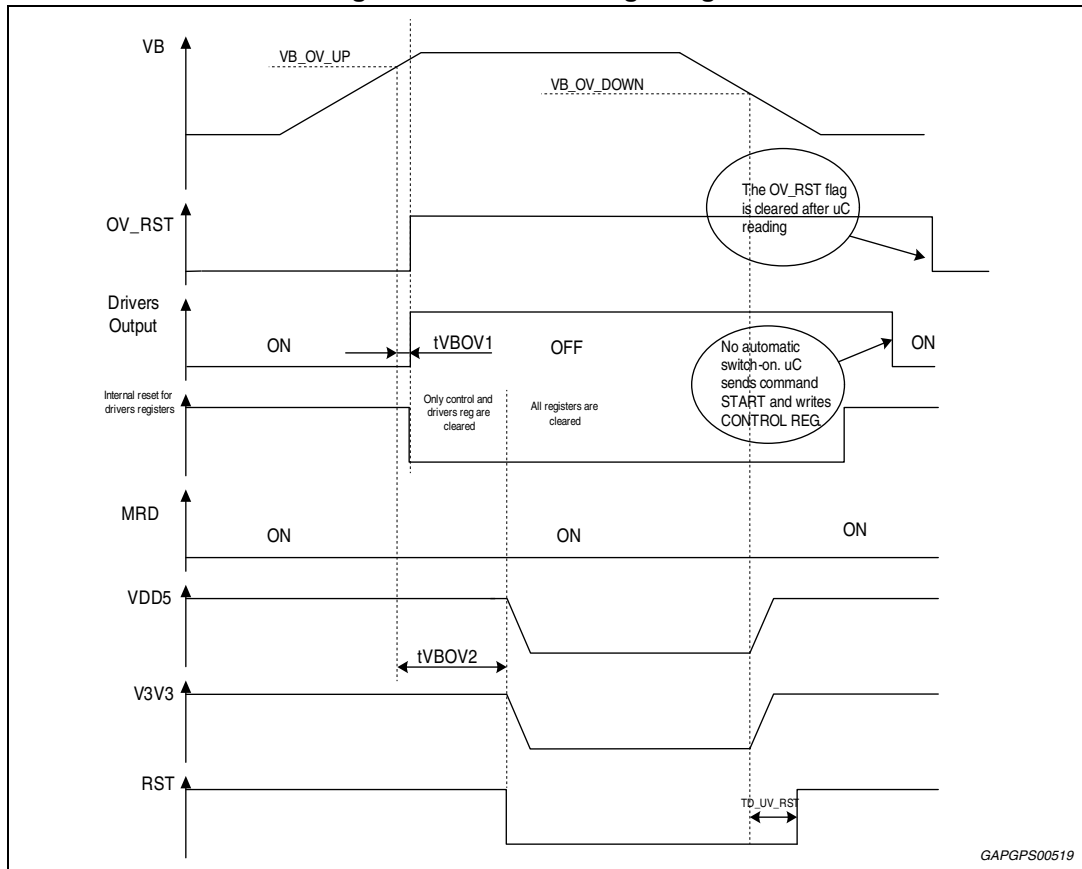 VB
VB_OV_UP
VB_OV_DOWN
The OV_RST flag
is cleared after uC
reading
OV_RST
Drivers
Output
ON
tVBOV1
OFF
No automatic
switch-on. uC
sends command
START and writes
CONTROL REG.
ON
Internal reset for
drivers registers
Only control and
drivers reg are
cleared
All registers are
cleared
MRD
ON
ON
ON
VDD5
tVBOV2
V3V3
RST
TD_UV_RST
GAPGPS00519